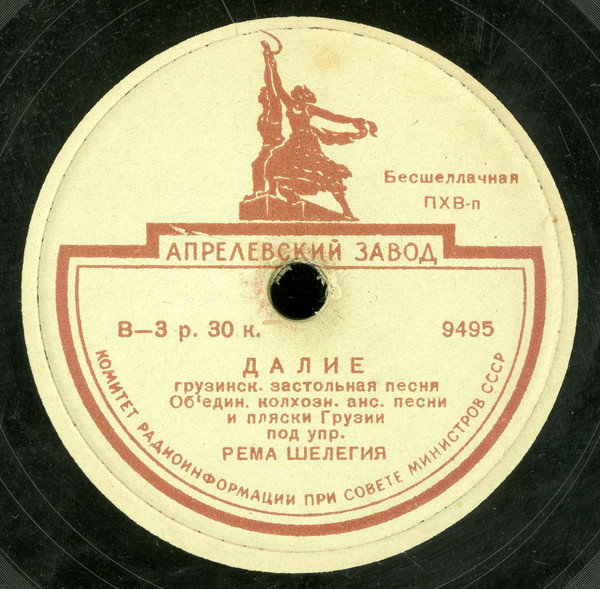 Бесшеллачная
ПХВ-п
АПРЕЛЕВСКИЙ ЗАВОД
В—3 р. 30 к.
9495
ДАЛИЕ
грузинск. застольная песня
Об‘един. колхозн. анс. песни
и пляски Грузии
под упр.
РЕМА ШЕЛЕГИЯ
КОМИТЕТ РАДИОИНФОРМАЦИИ ПРИ СОВЕТЕ МИНИСТРОВ СССР